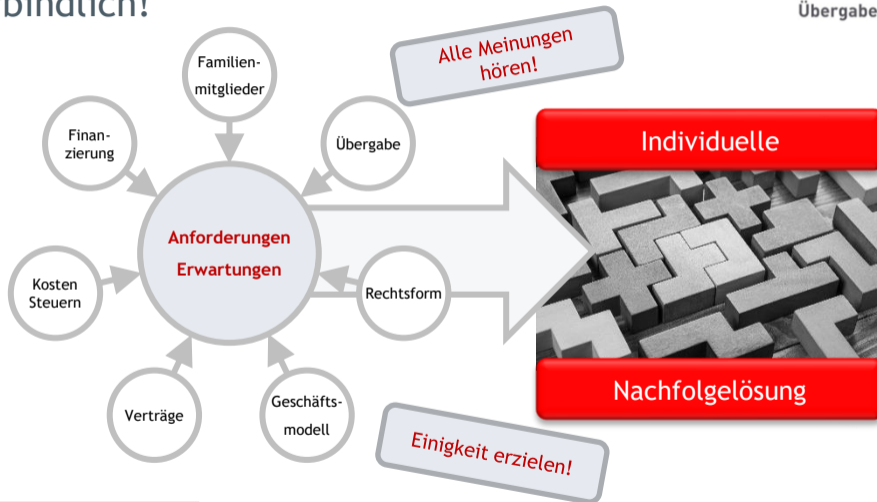 bindlich!
Übergabe
Familien-
mitglieder
Alle Meinungen
hören!
Finan-
zierung
Übergabe
Individuelle
Anforderungen
Erwartungen
Kosten
Steuern
Rechtsform
Nachfolgelösung
Verträge
Geschäfts-
modell
Einigkeit erzielen!